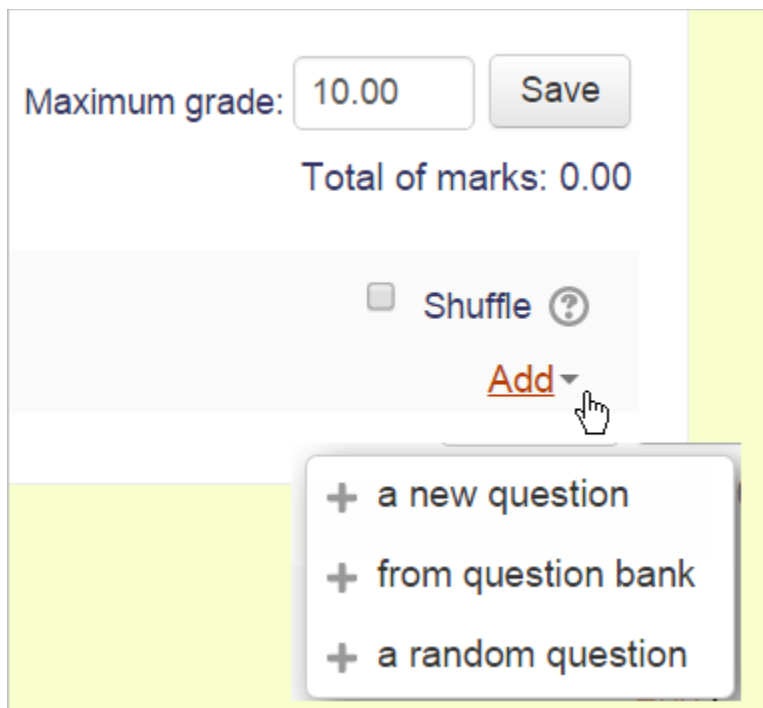 Maximum grade: 10.00 Save
Total of marks: 0.00
Shuffle ?
Add
a new question
from question bank
a random question